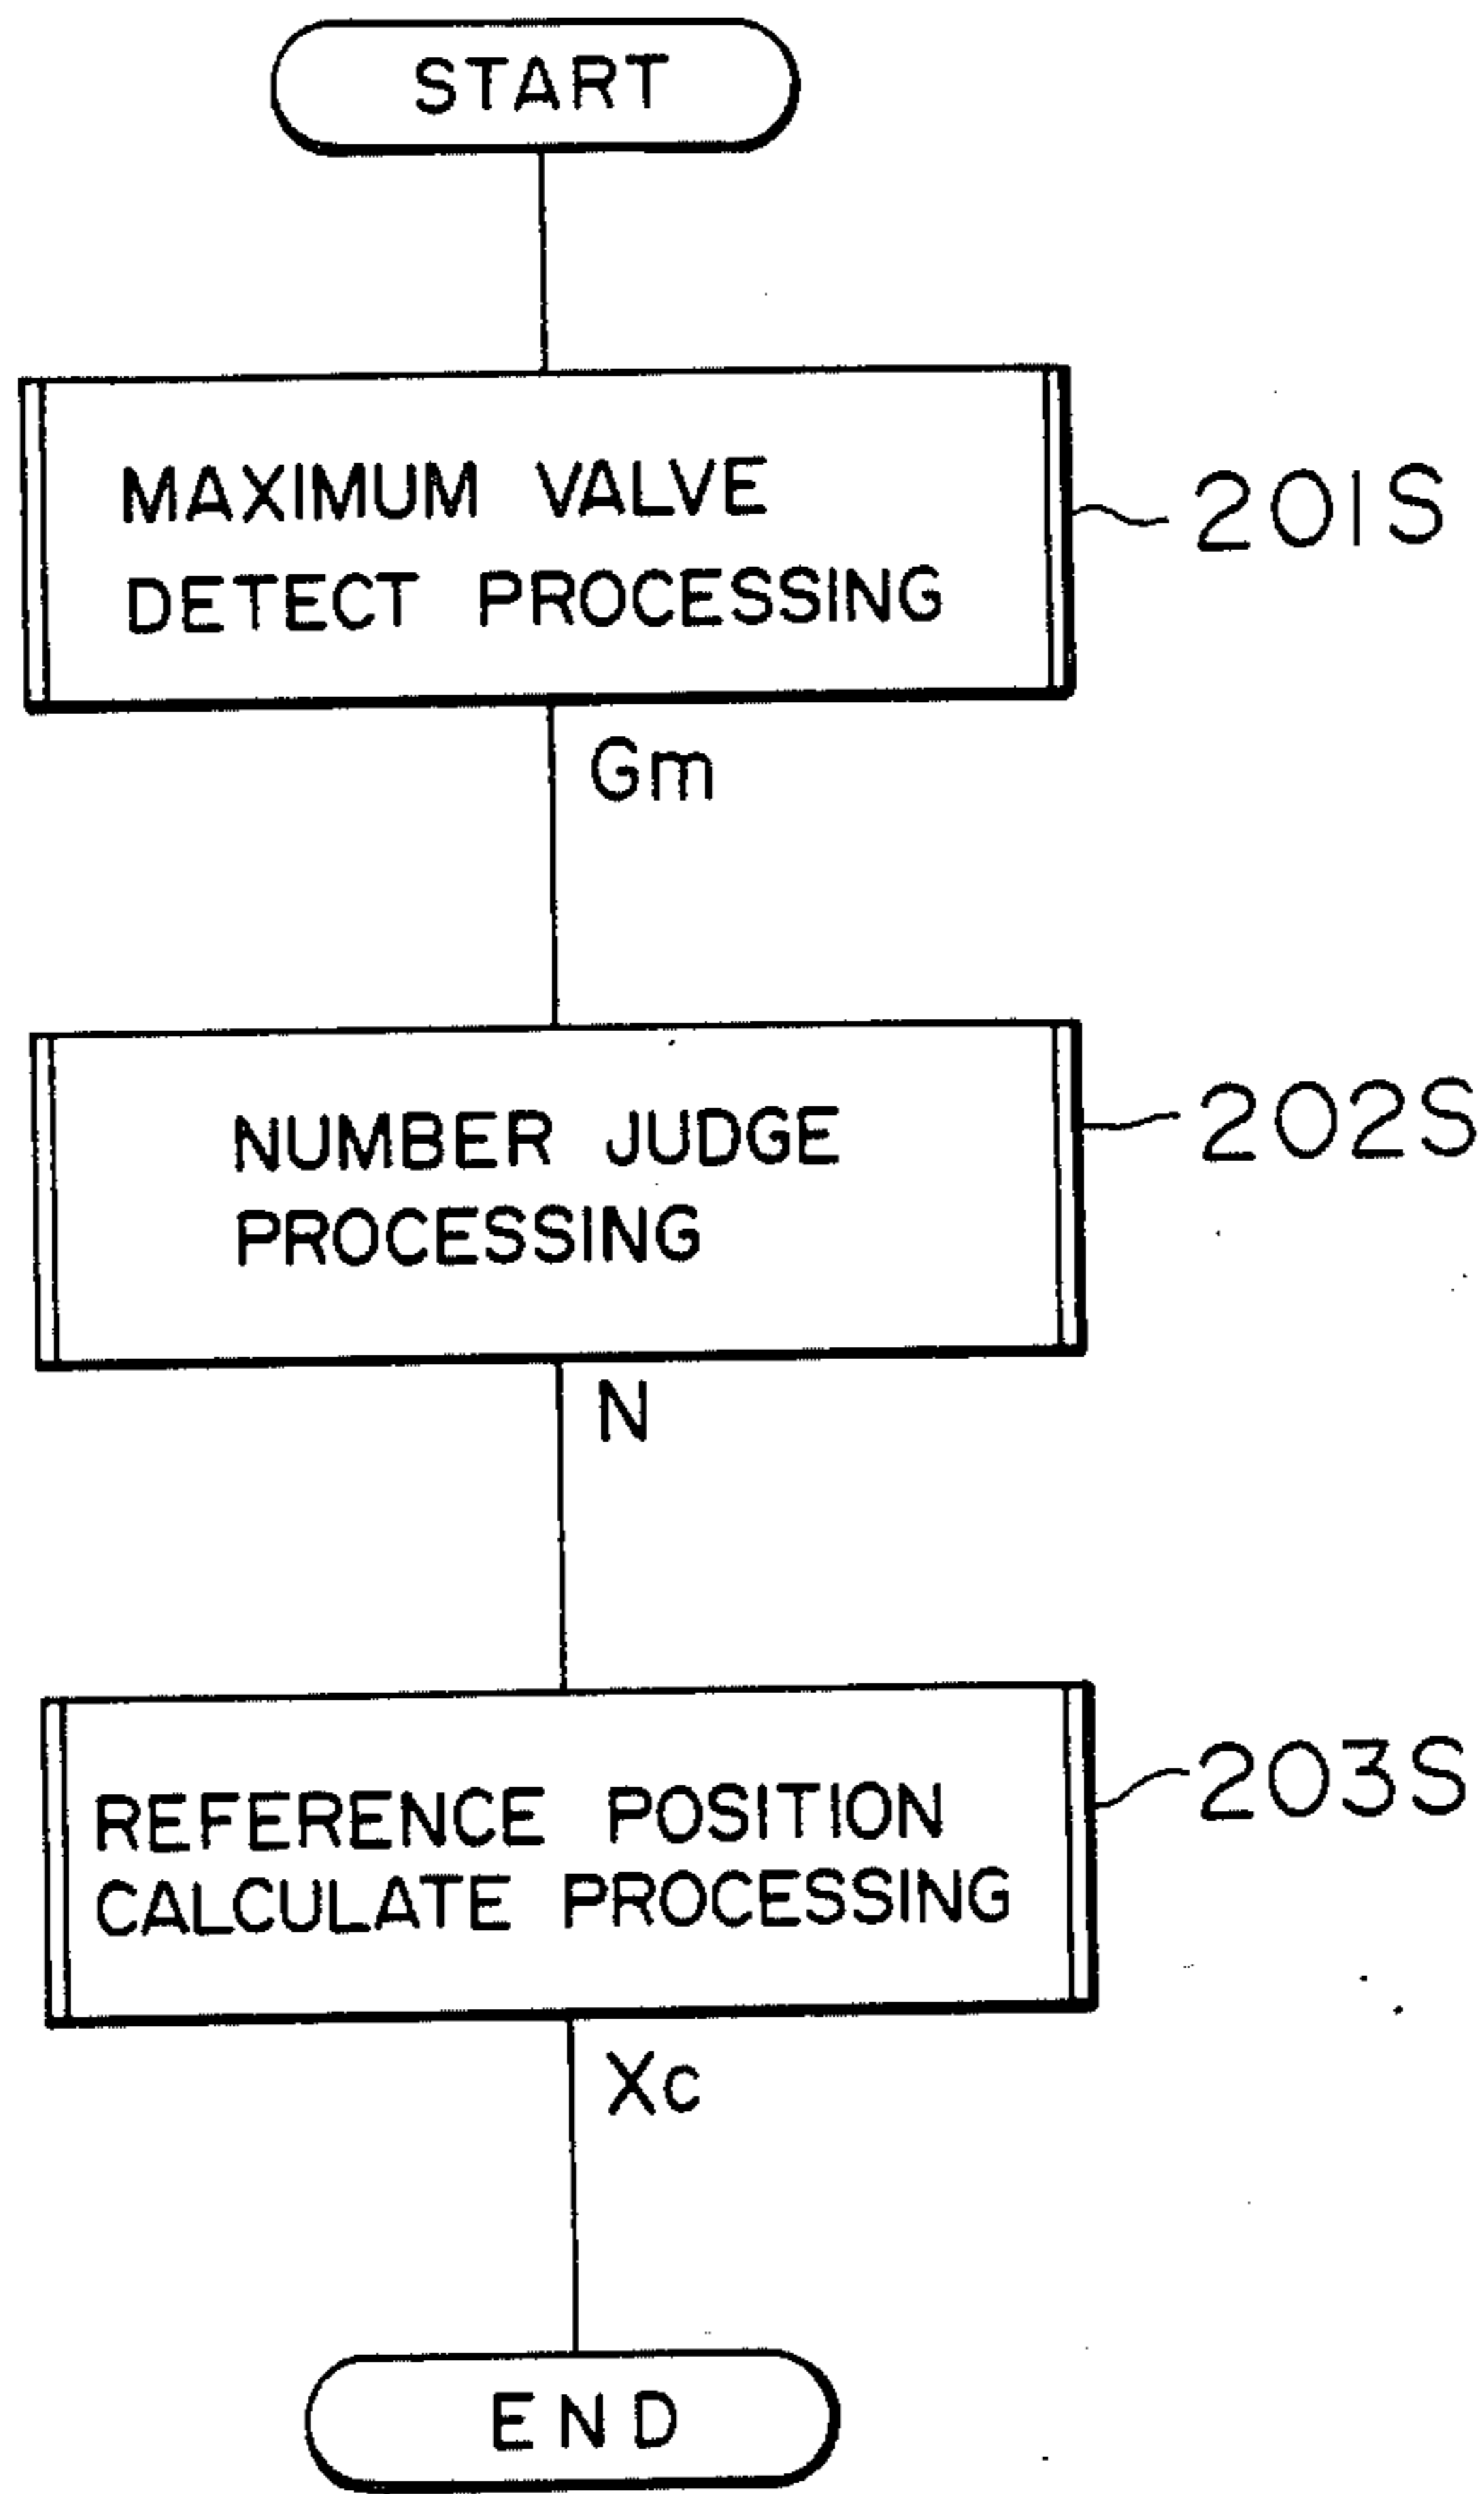 START
MAXIMUM VALVE
DETECT PROCESSING
201S
Gm
NUMBER JUDGE
PROCESSING
202S
N
REFERENCE POSITION
CALCULATE PROCESSING
203S
Xc
END